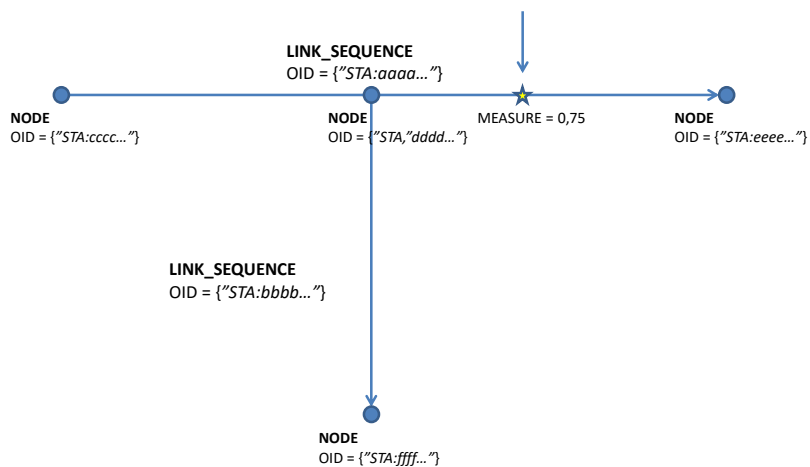 LINK_SEQUENCE
OID = {"STA:aaaa…"}
NODE
OID = {"STA:cccc…"}
NODE
OID = {"STA,"dddd…"}
MEASURE = 0,75
NODE
OID = {"STA:eeee…"}
LINK_SEQUENCE
OID = {"STA:bbbb…"}
NODE
OID = {"STA:ffff…"}